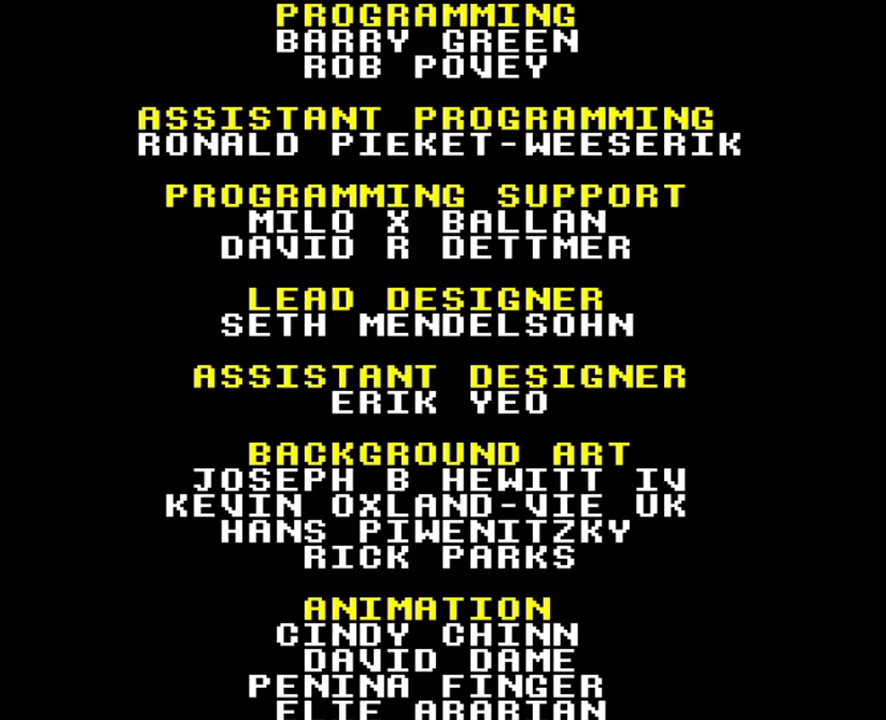 PROGRAMMING
BARRY GREEN
ROB POVEY
ASSISTANT PROGRAMMING
RONALD PIEKET-WEESERIK
PROGRAMMING SUPPORT
MILO X BALLAN
DAVID R DETTMER
LEAD DESIGNER
SETH MENDELSOHN
ASSISTANT DESIGNER
ERIK YEO
BACKGROUND ART
JOSEPH B HEWITT IV
KEVIN OXLAND-VIE UK
HANS PIWENITZKY
RICK PARKS
ANIMATION
CINDY CHINN
DAVID DAME
PENINA FINGER
ELIE ARABIAN